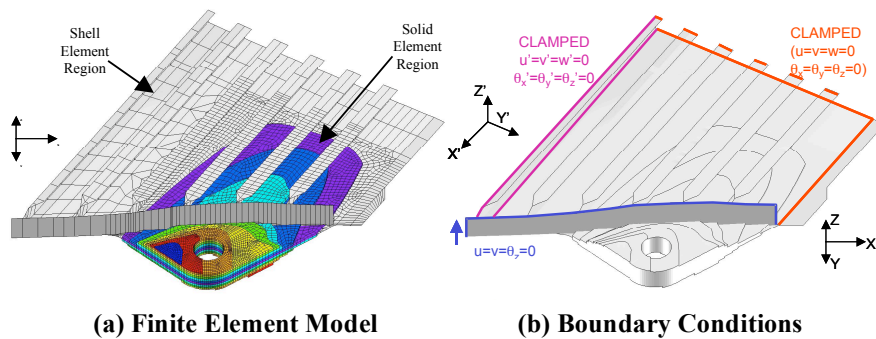 Shell
Element
Region
Solid
Element
Region
(a) Finite Element Model
CLAMPED
u'=v'=w'=0
θx'=θy'=θz'=0
CLAMPED
(u=v=w=0
θx=θy=θz=0)
Z'
Y'
X'
u=v=θz=0
Z
X
Y
(b) Boundary Conditions